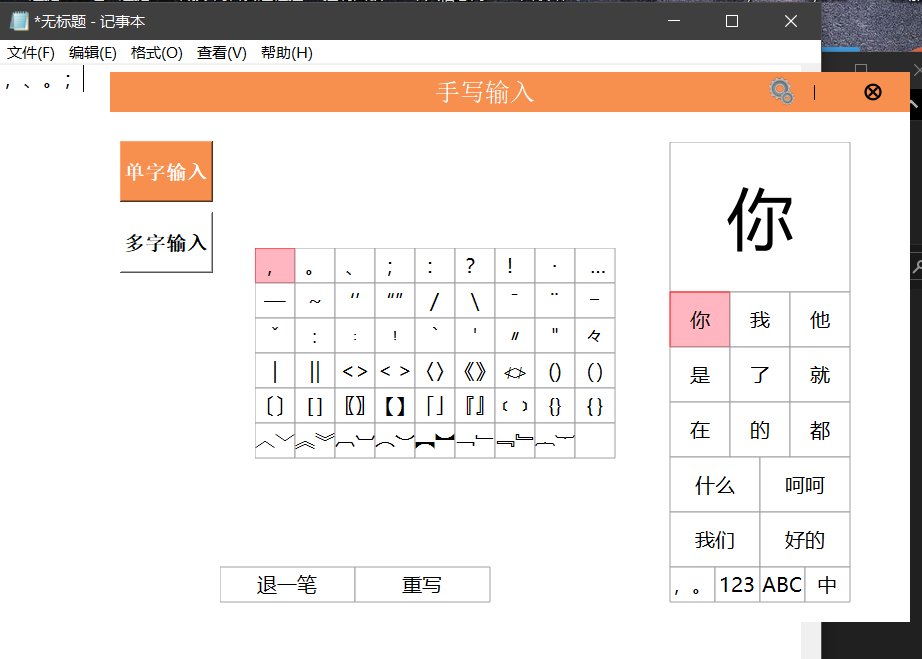 *无标题 - 记事本
文件(F) 编辑(E) 格式(O) 查看(V) 帮助(H)
，、。；
手写输入
单字输入
多字输入
， 。 、 ； ： ？ ！ · …
— ～ ‘’ “” / \ ˉ ¨ –
ˇ : ： ！ ` ' 〃 " 々
| ‖ <> ＜＞ 〈〉 《》 () （）
〔〕 [] 〖〗 【】 「」 『』 {} ｛｝
︿﹀ ︽︾
退一笔 重写
你
你 我 他
是 了 就
在 的 都
什么 呵呵
我们 好的
，。 123 ABC 中